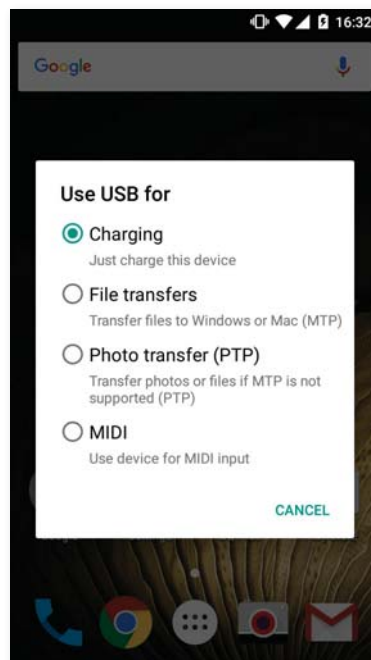 16:32
Google
Use USB for
Charging
Just charge this device
File transfers
Transfer files to Windows or Mac (MTP)
Photo transfer (PTP)
Transfer photos or files if MTP is not
supported (PTP)
MIDI
Use device for MIDI input
CANCEL